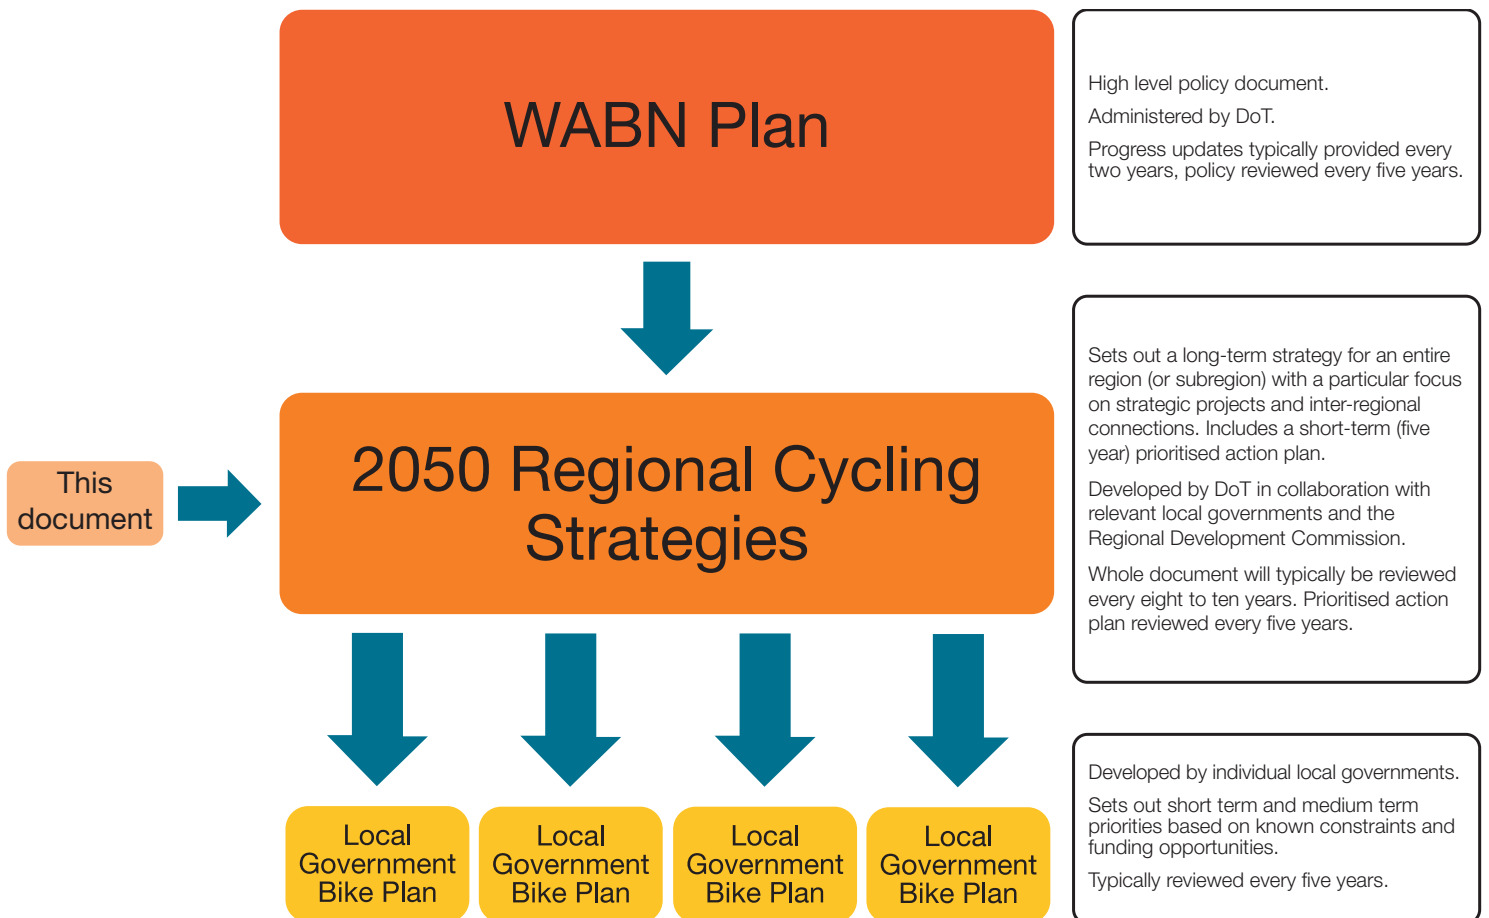 WABN Plan
High level policy document.
Administered by DoT.
Progress updates typically provided every
two years, policy reviewed every five years.
This
document
2050 Regional Cycling
Strategies
Sets out a long-term strategy for an entire
region (or subregion) with a particular focus
on strategic projects and inter-regional
connections. Includes a short-term (five
year) prioritised action plan.
Developed by DoT in collaboration with
relevant local governments and the
Regional Development Commission.
Whole document will typically be reviewed
every eight to ten years. Prioritised action
plan reviewed every five years.
Local
Government
Bike Plan
Local
Government
Bike Plan
Local
Government
Bike Plan
Local
Government
Bike Plan
Developed by individual local governments.
Sets out short term and medium term
priorities based on known constraints and
funding opportunities.
Typically reviewed every five years.